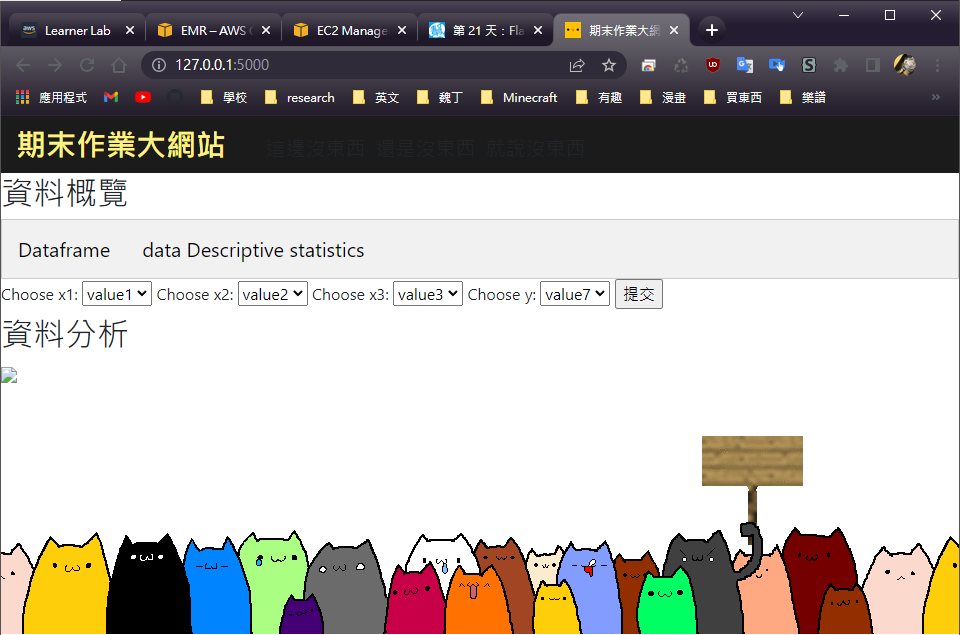 Learner Lab
EMR – AWS C
EC2 Manage
第 21 天：Fla
期末作業大網
127.0.0.1:5000
應用程式
學校
research
英文
魏丁
Minecraft
有趣
漫畫
買東西
樂譜
期末作業大網站
這邊沒東西 還是沒東西 就說沒東西
資料概覽
Dataframe data Descriptive statistics
Choose x1: value1 Choose x2: value2 Choose x3: value3 Choose y: value7 提交
資料分析